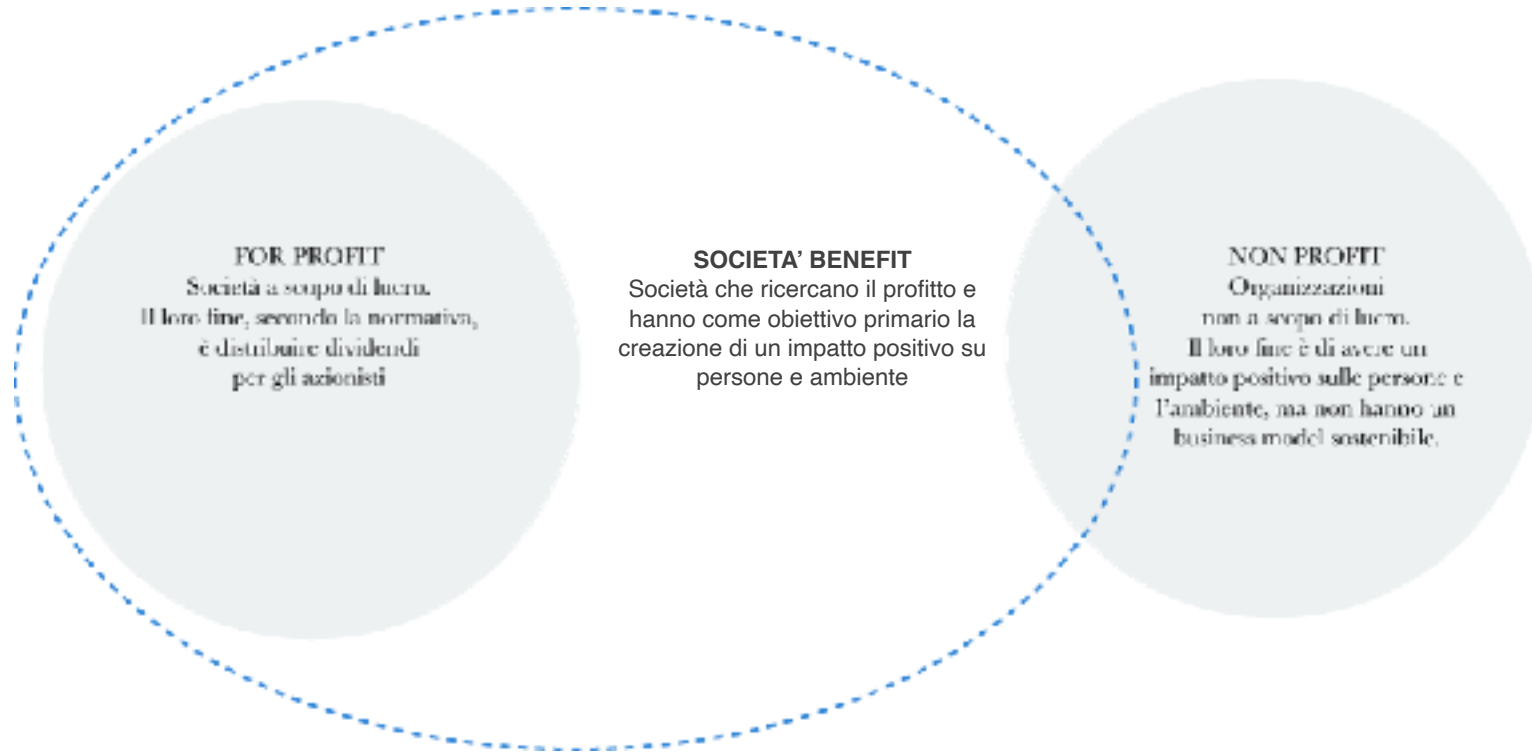 FOR PROFIT
Società a scopo di lucro.
Il loro fine, secondo la normativa,
è distribuire dividendi
per gli azionisti
SOCIETA’ BENEFIT
Società che ricercano il profitto e
hanno come obiettivo primario la
creazione di un impatto positivo su
persone e ambiente
NON PROFIT
Organizzazioni
non a scopo di lucro.
Il loro fine è di avere un
impatto positivo sulle persone e
l’ambiente, ma non hanno un
business model sostenibile.